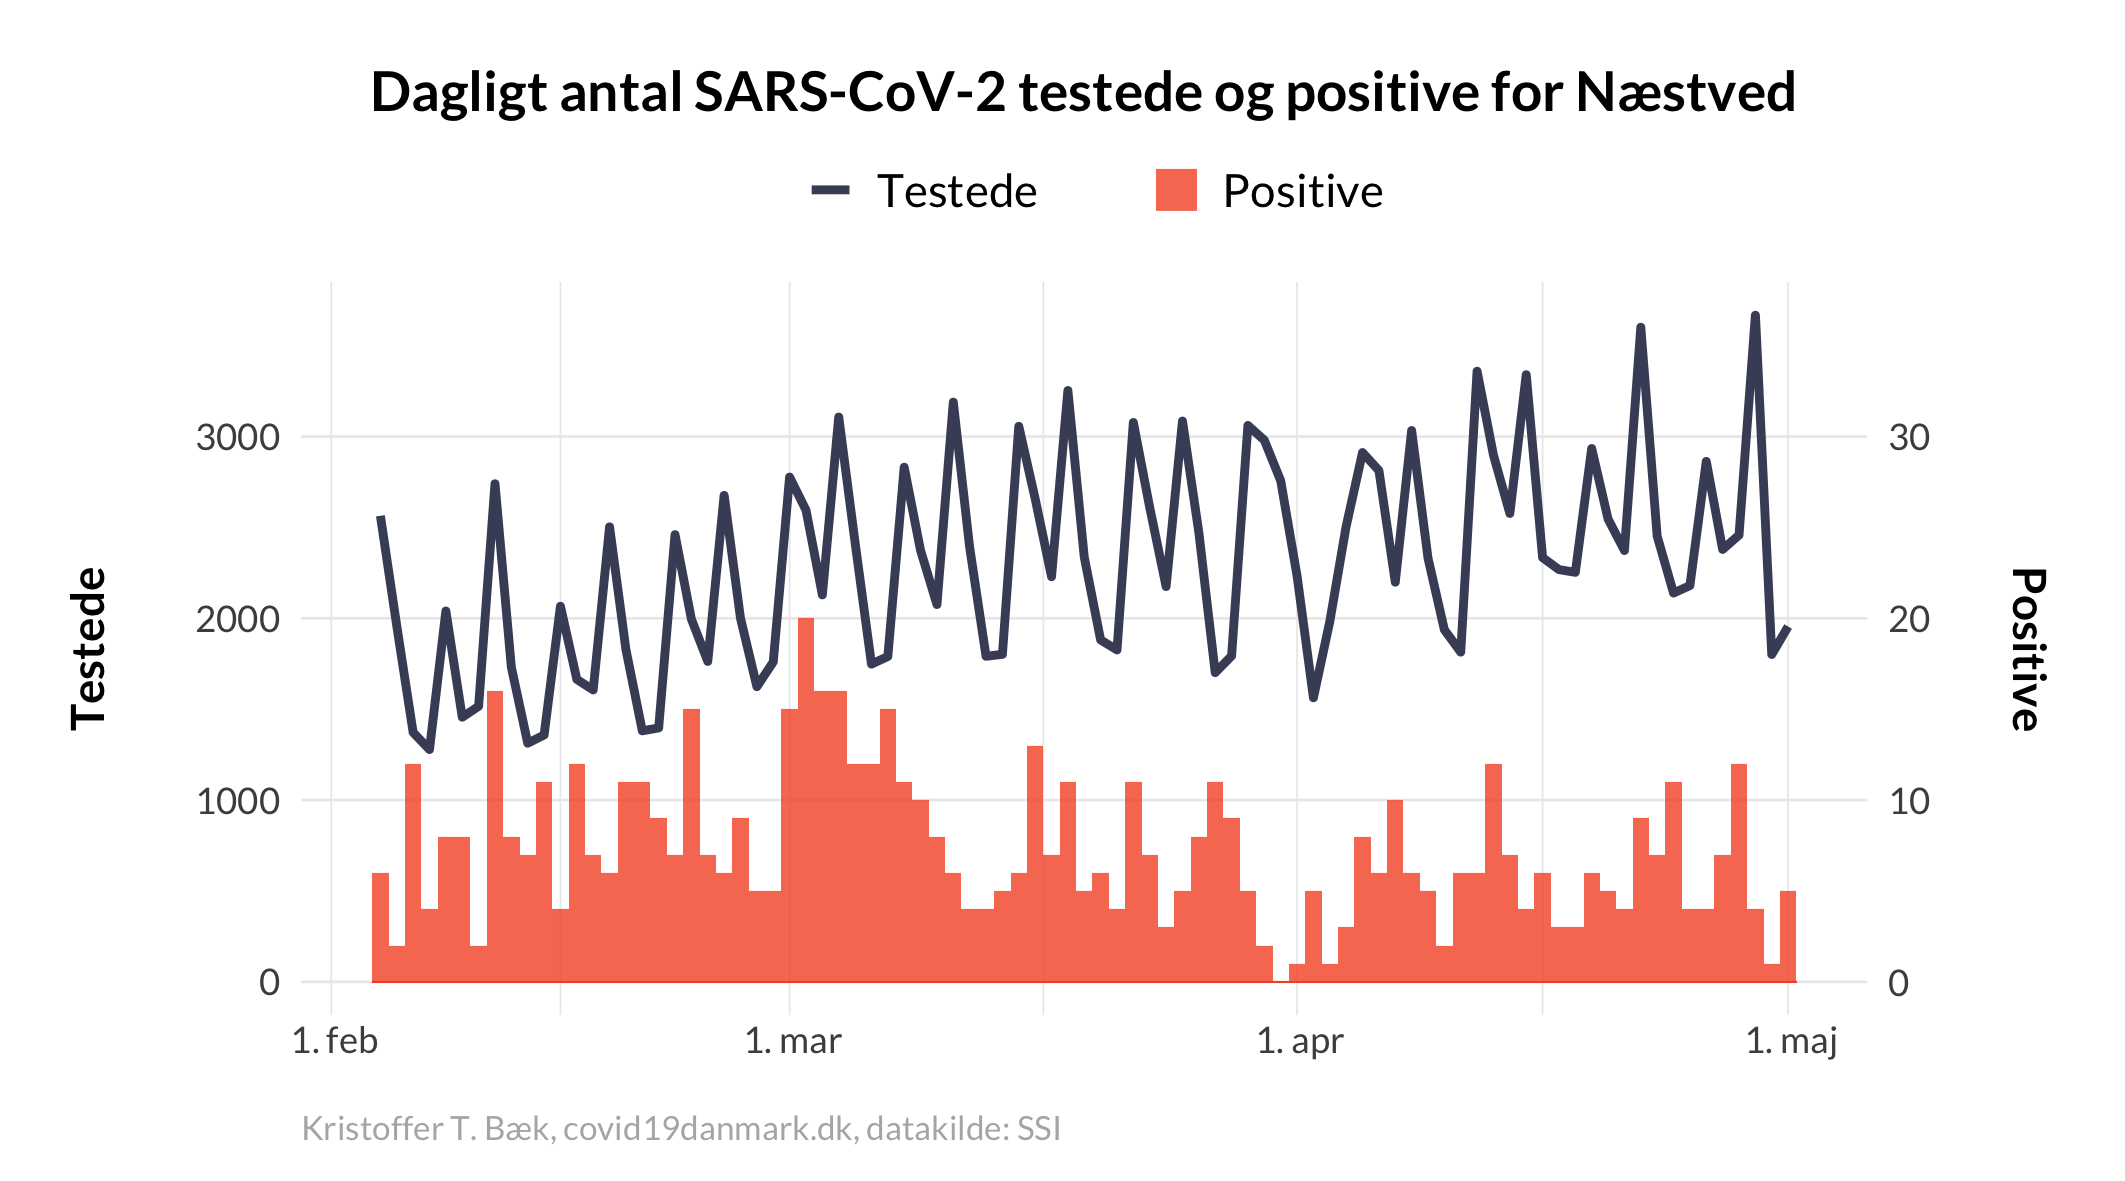 Dagligt antal SARS-CoV-2 testede og positive for Næstved
Testede
Positive
3000
2000
1000
0
30
20
10
0
Testede
Positive
1. feb
1. mar
1. apr
1. maj
Kristoffer T. Bæk, covid19danmark.dk, datakilde: SSI